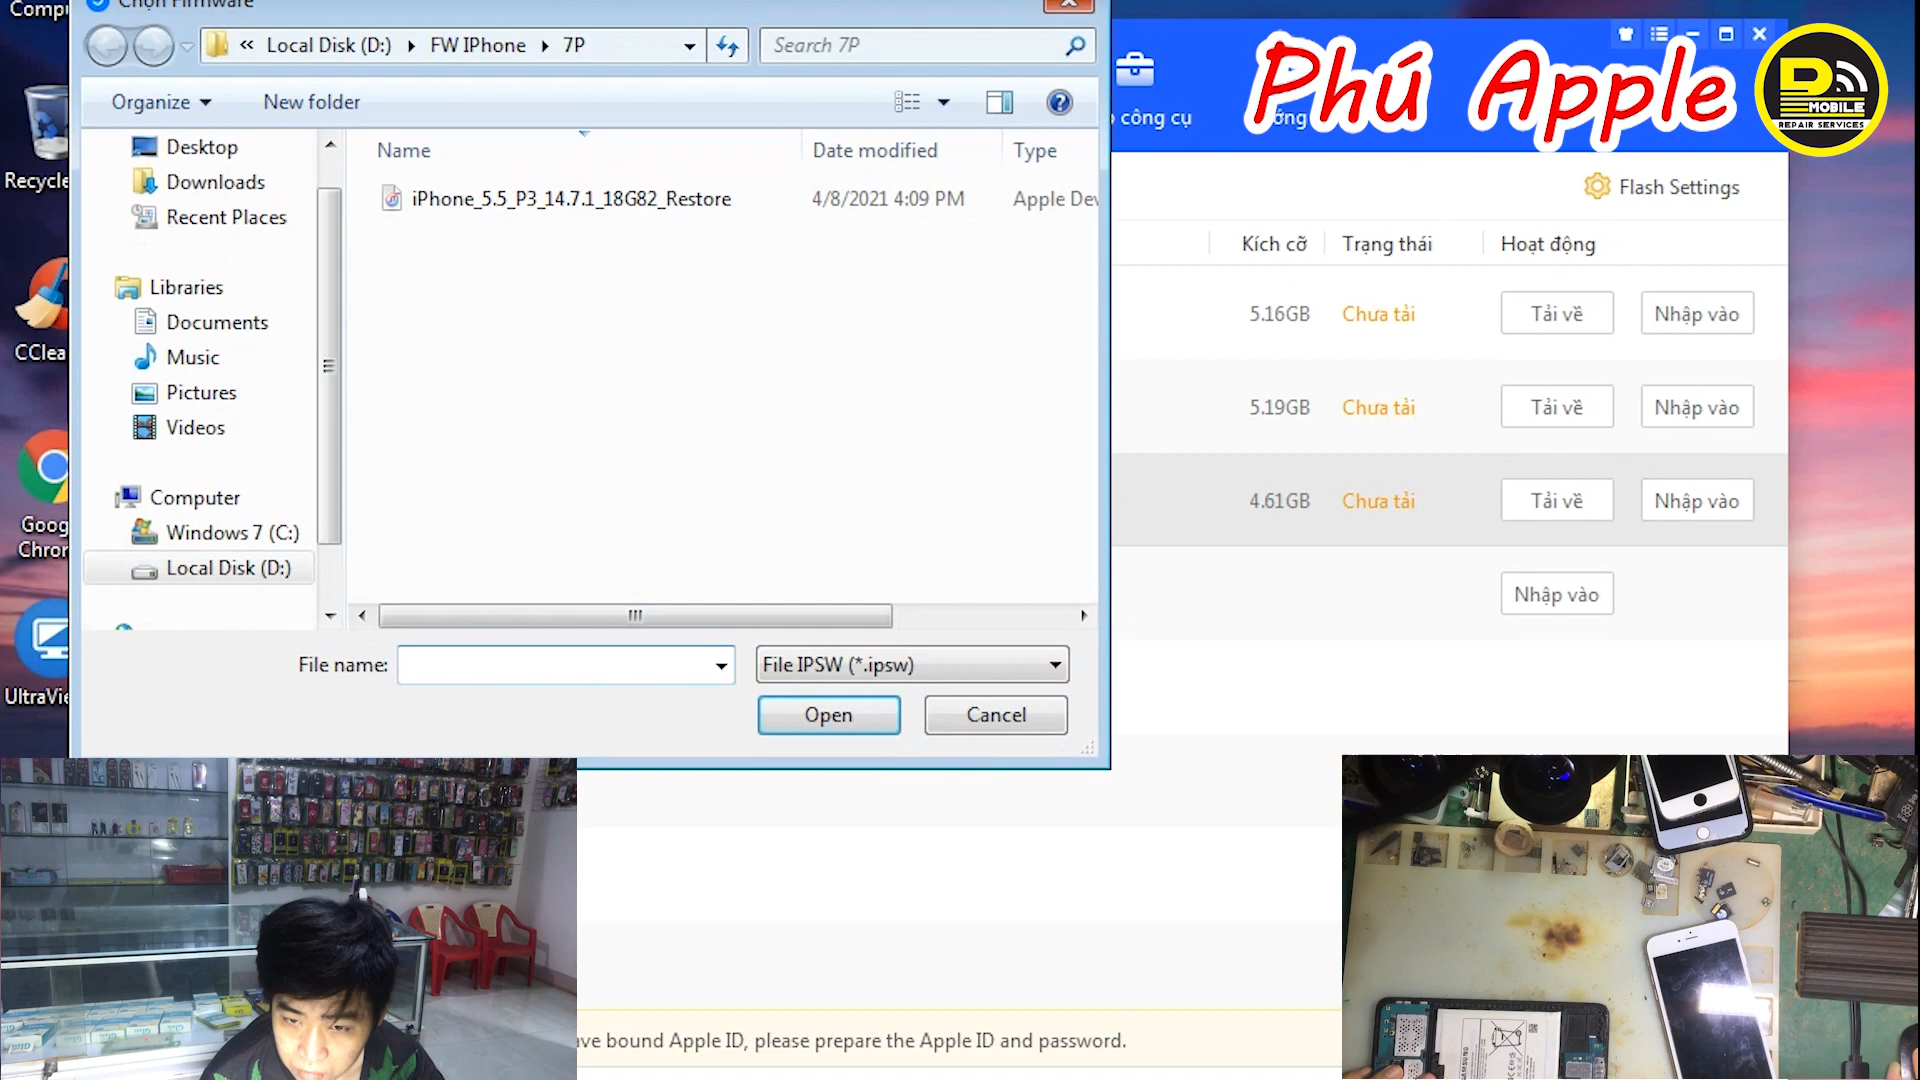 Chọn Firmware
« Local Disk (D:) ▸ FW IPhone ▸ 7P
Search 7P
Organize
New folder
Desktop
Downloads
Recent Places
Libraries
Documents
Music
Pictures
Videos
Computer
Windows 7 (C:)
Local Disk (D:)
Name
Date modified
Type
iPhone_5.5_P3_14.7.1_18G82_Restore
4/8/2021 4:09 PM
Apple Dev
File name:
File IPSW (*.ipsw)
Open
Cancel
Recycle
CClea
Goog
Chron
UltraVie
công cụ
Phú Apple
MOBILE
REPAIR SERVICES
Flash Settings
Kích cỡ
Trạng thái
Hoạt động
5.16GB
Chưa tải
Tải về
Nhập vào
5.19GB
Chưa tải
Tải về
Nhập vào
4.61GB
Chưa tải
Tải về
Nhập vào
Nhập vào
ave bound Apple ID, please prepare the Apple ID and password.
SAMSUNG